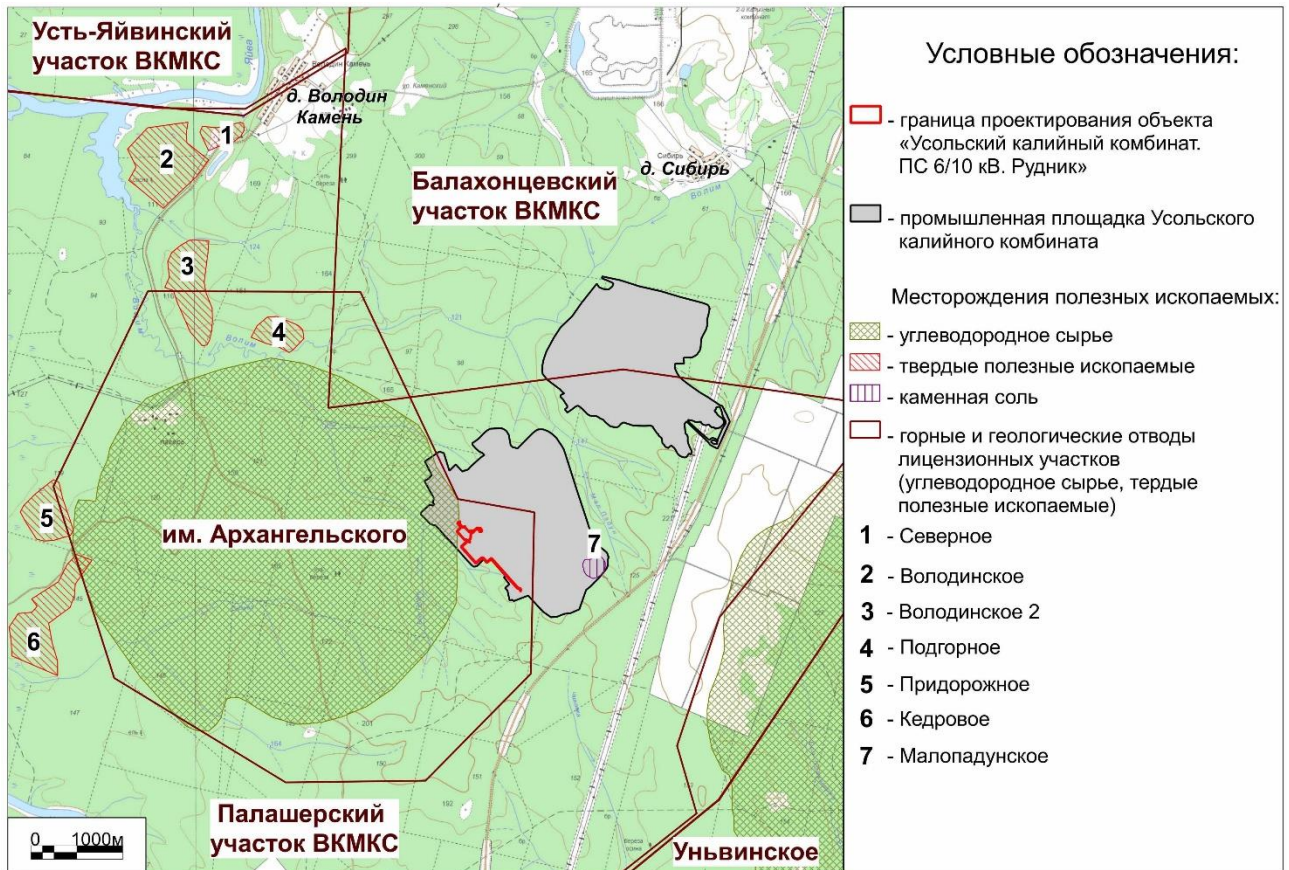 Усть-Яйвинский
участок ВКМКС
д. Володин
Камень
1
2
Балахонцевский
участок ВКМКС
д. Сибирь
3
4
им. Архангельского
5
6
7
Палашерский
участок ВКМКС
Уньвинское
0 1000м
Условные обозначения:
- граница проектирования объекта
«Усольский калийный комбинат.
ПС 6/10 кВ. Рудник»
- промышленная площадка Усольского
калийного комбината
Месторождения полезных ископаемых:
- углеводородное сырье
- твердые полезные ископаемые
- каменная соль
- горные и геологические отводы
лицензионных участков
(углеводородное сырье, тердые
полезные ископаемые)
1 - Северное
2 - Володинское
3 - Володинское 2
4 - Подгорное
5 - Придорожное
6 - Кедровое
7 - Малопадунское